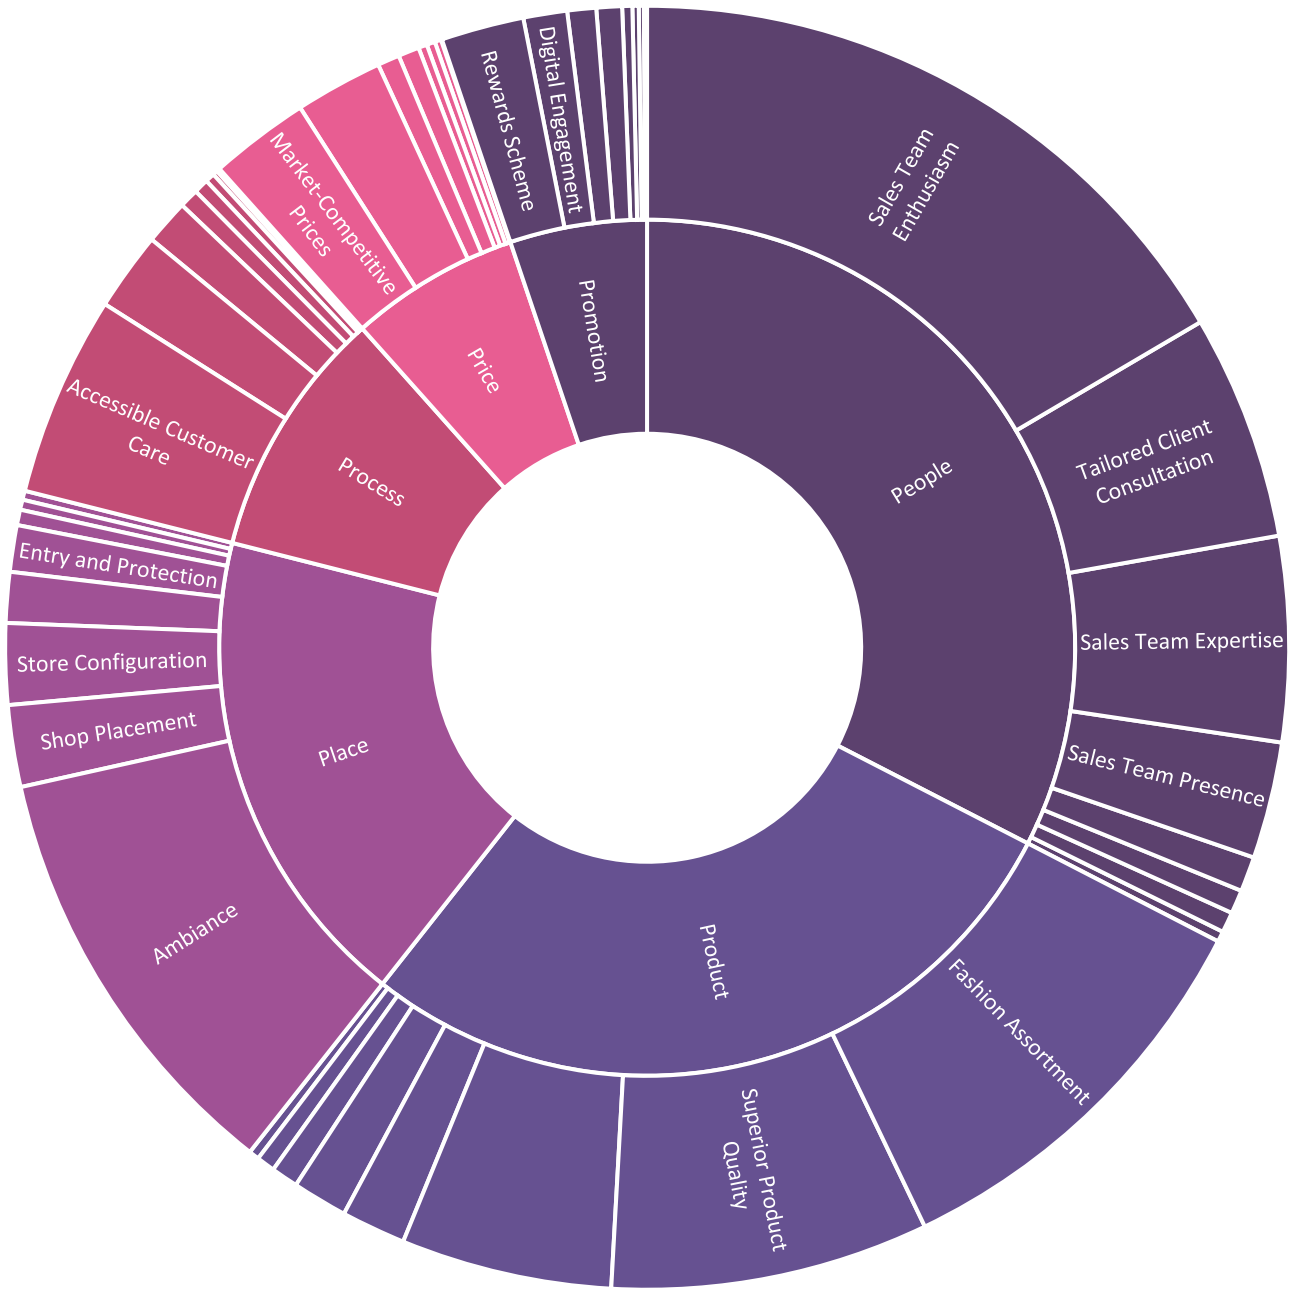 Sales Team
Enthusiasm
Tailored Client
Consultation
Sales Team Expertise
Sales Team Presence
People
Fashion Assortment
Superior Product
Quality
Product
Ambiance
Shop Placement
Store Configuration
Entry and Protection
Place
Accessible Customer
Care
Process
Market-Competitive
Prices
Price
Rewards Scheme
Digital Engagement
Promotion